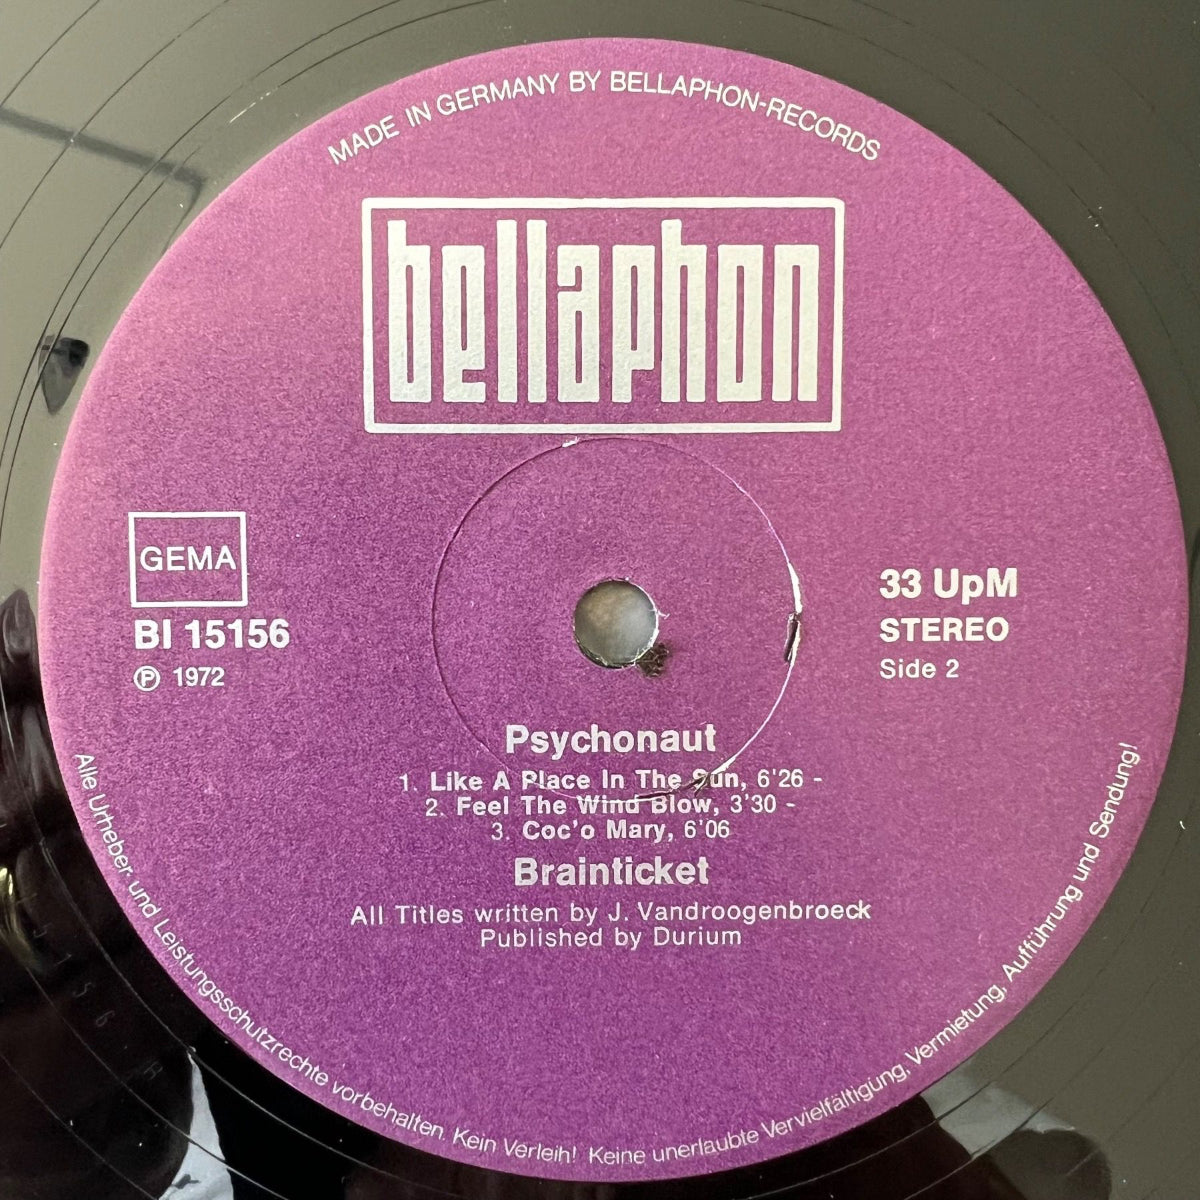 MADE IN GERMANY BY BELLAPHON-RECORDS
bellaphon
GEMA
BI 15156
℗ 1972
33 UpM
STEREO
Side 2
Psychonaut
1. Like A Place In The Sun, 6'26 -
2. Feel The Wind Blow, 3'30 -
3. Coc'o Mary, 6'06
Brainticket
All Titles written by J. Vandroogenbroeck
Published by Durium
Alle Urheber- und Leistungsschutzrechte vorbehalten. Kein Verleih! Keine unerlaubte Vervielfältigung, Vermietung, Aufführung und Sendung!